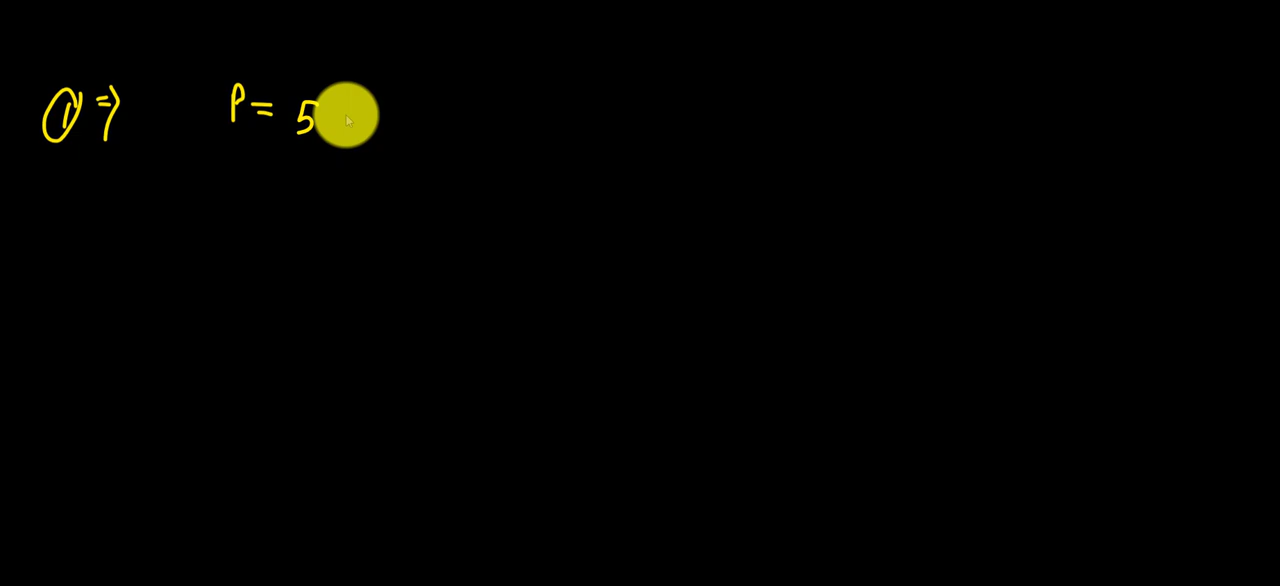 ① ⇒ P = 5